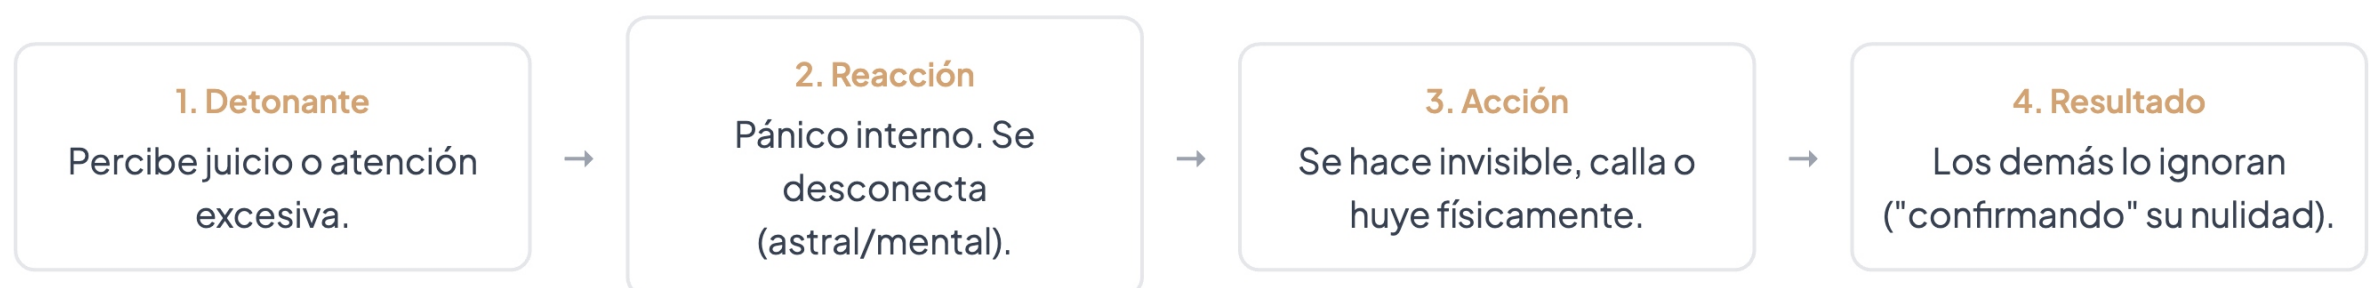 1. Detonante
Percibe juicio o atención
excesiva.
→
2. Reacción
Pánico interno. Se
desconecta
(astral/mental).
→
3. Acción
Se hace invisible, calla o
huye físicamente.
→
4. Resultado
Los demás lo ignoran
("confirmando" su nulidad).